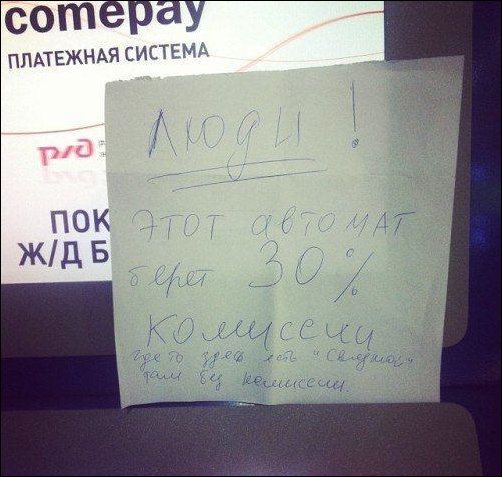 comepay
ПЛАТЕЖНАЯ СИСТЕМА
ржд
ПОК
Ж/Д Б
ЛЮДИ!
ЭТОТ автомат
берет 30%
Комиссии
где то здесь есть "Связной"
там без комиссии.